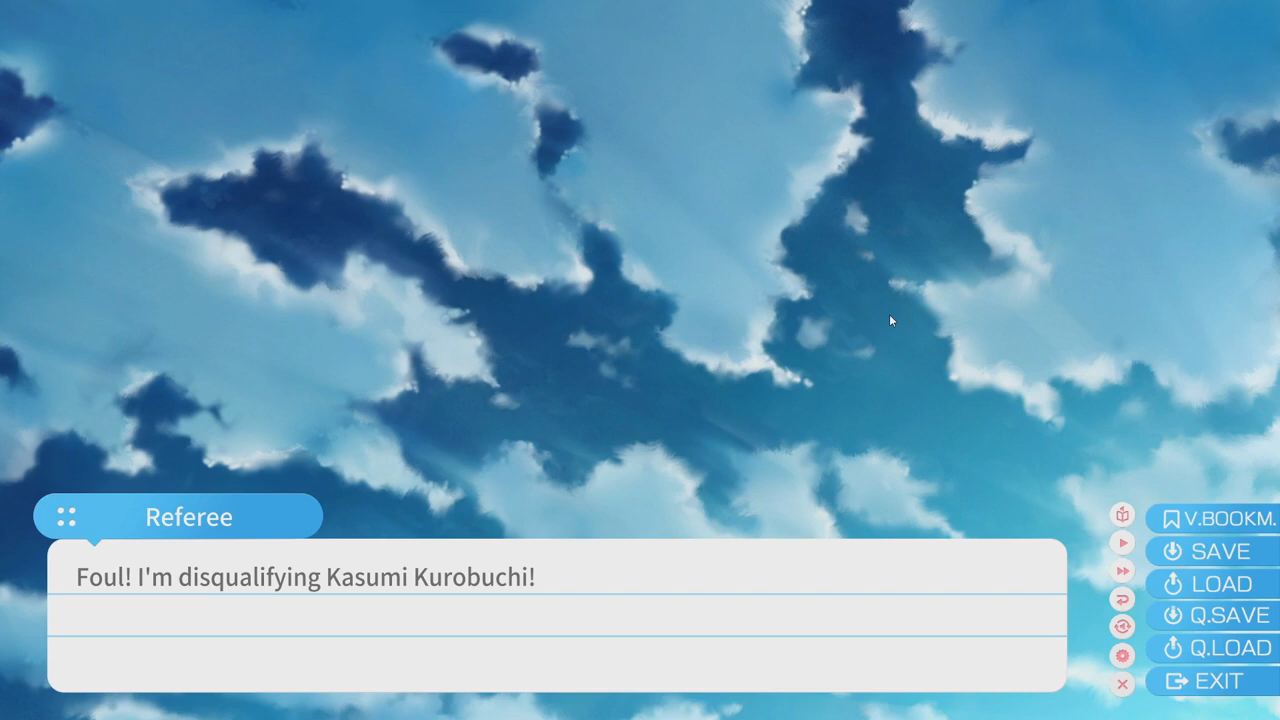 Referee
Foul! I'm disqualifying Kasumi Kurobuchi!
V.BOOKM.
SAVE
LOAD
Q.SAVE
Q.LOAD
EXIT